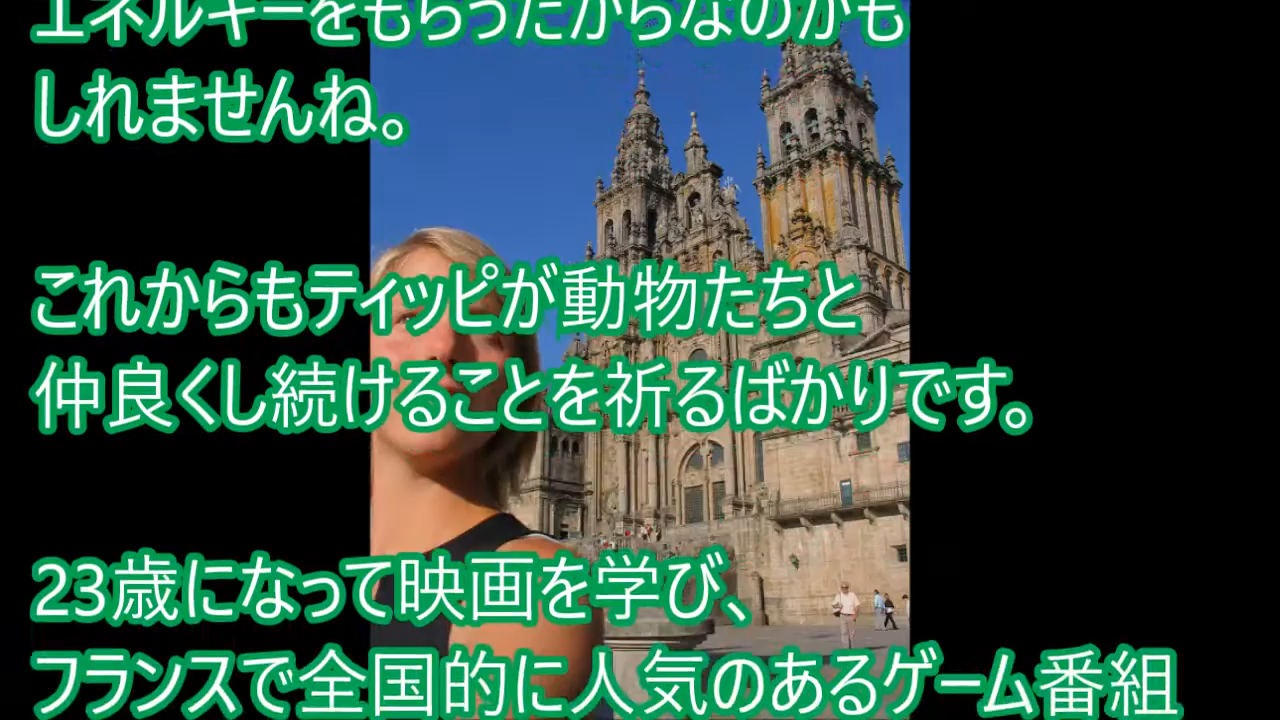 エネルギーをもらったからなのかも
しれませんね。
これからもティッピが動物たちと
仲良くし続けることを祈るばかりです。
23歳になって映画を学び、
フランスで全国的に人気のあるゲーム番組